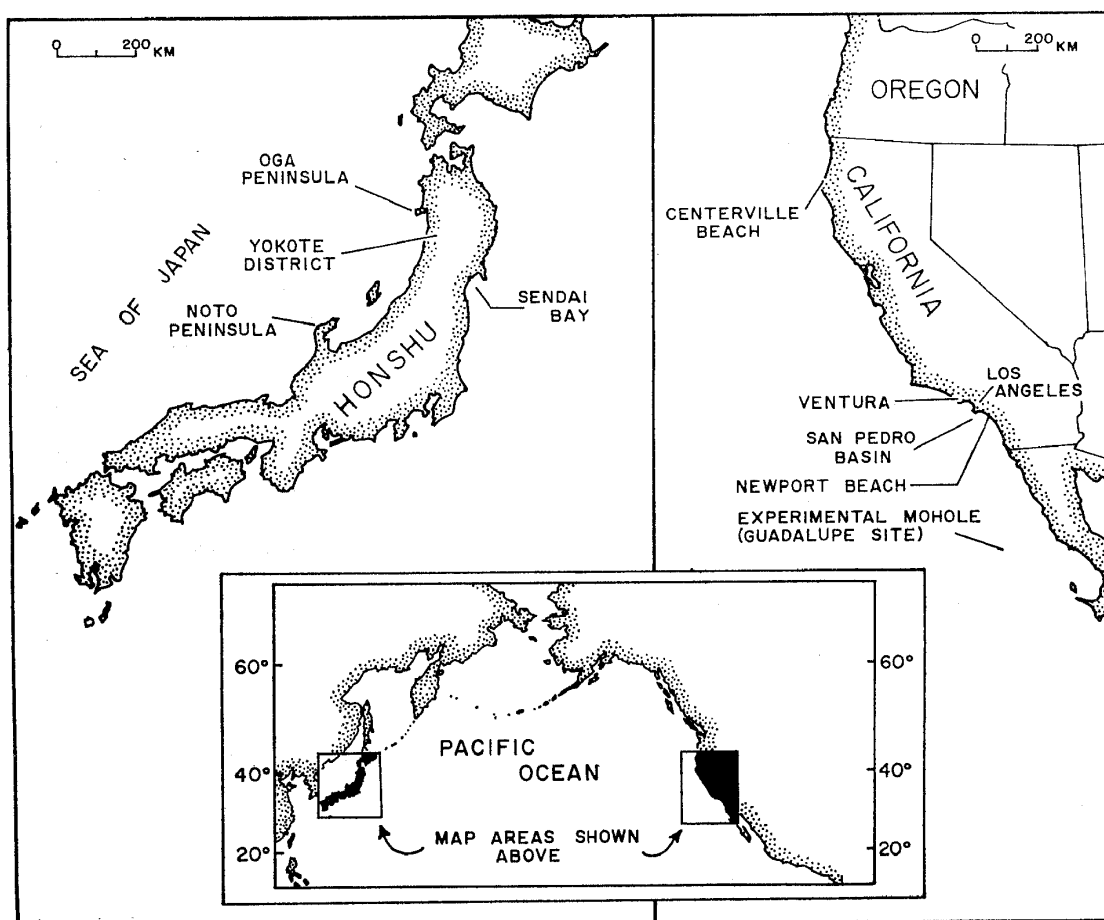 0 200 KM
OGA
PENINSULA
YOKOTE
DISTRICT
SEA OF JAPAN
NOTO
PENINSULA
SENDAI
BAY
HONSHU
0 200 KM
OREGON
CALIFORNIA
CENTERVILLE
BEACH
LOS
ANGELES
VENTURA
SAN PEDRO
BASIN
NEWPORT BEACH
EXPERIMENTAL MOHOLE
(GUADALUPE SITE)
60° 60°
PACIFIC
OCEAN
40° 40°
MAP AREAS SHOWN
ABOVE
20° 20°